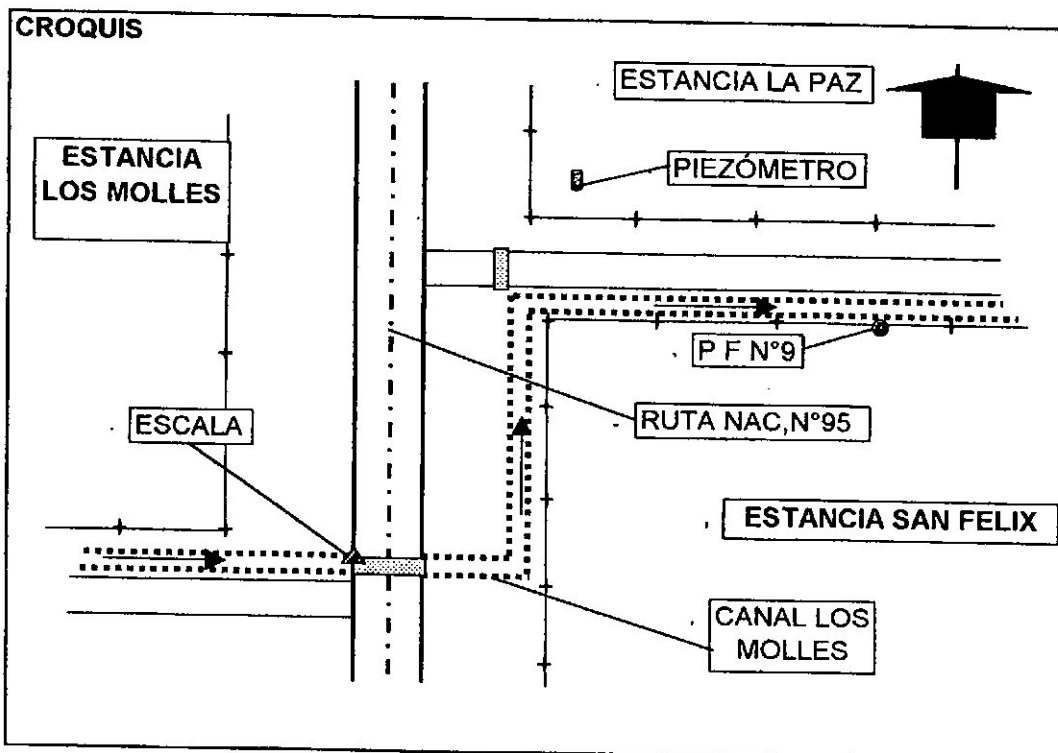 CROQUIS
ESTANCIA LA PAZ
ESTANCIA
LOS MOLLES
PIEZÓMETRO
P F N°9
ESCALA
RUTA NAC,N°95
ESTANCIA SAN FELIX
CANAL LOS
MOLLES